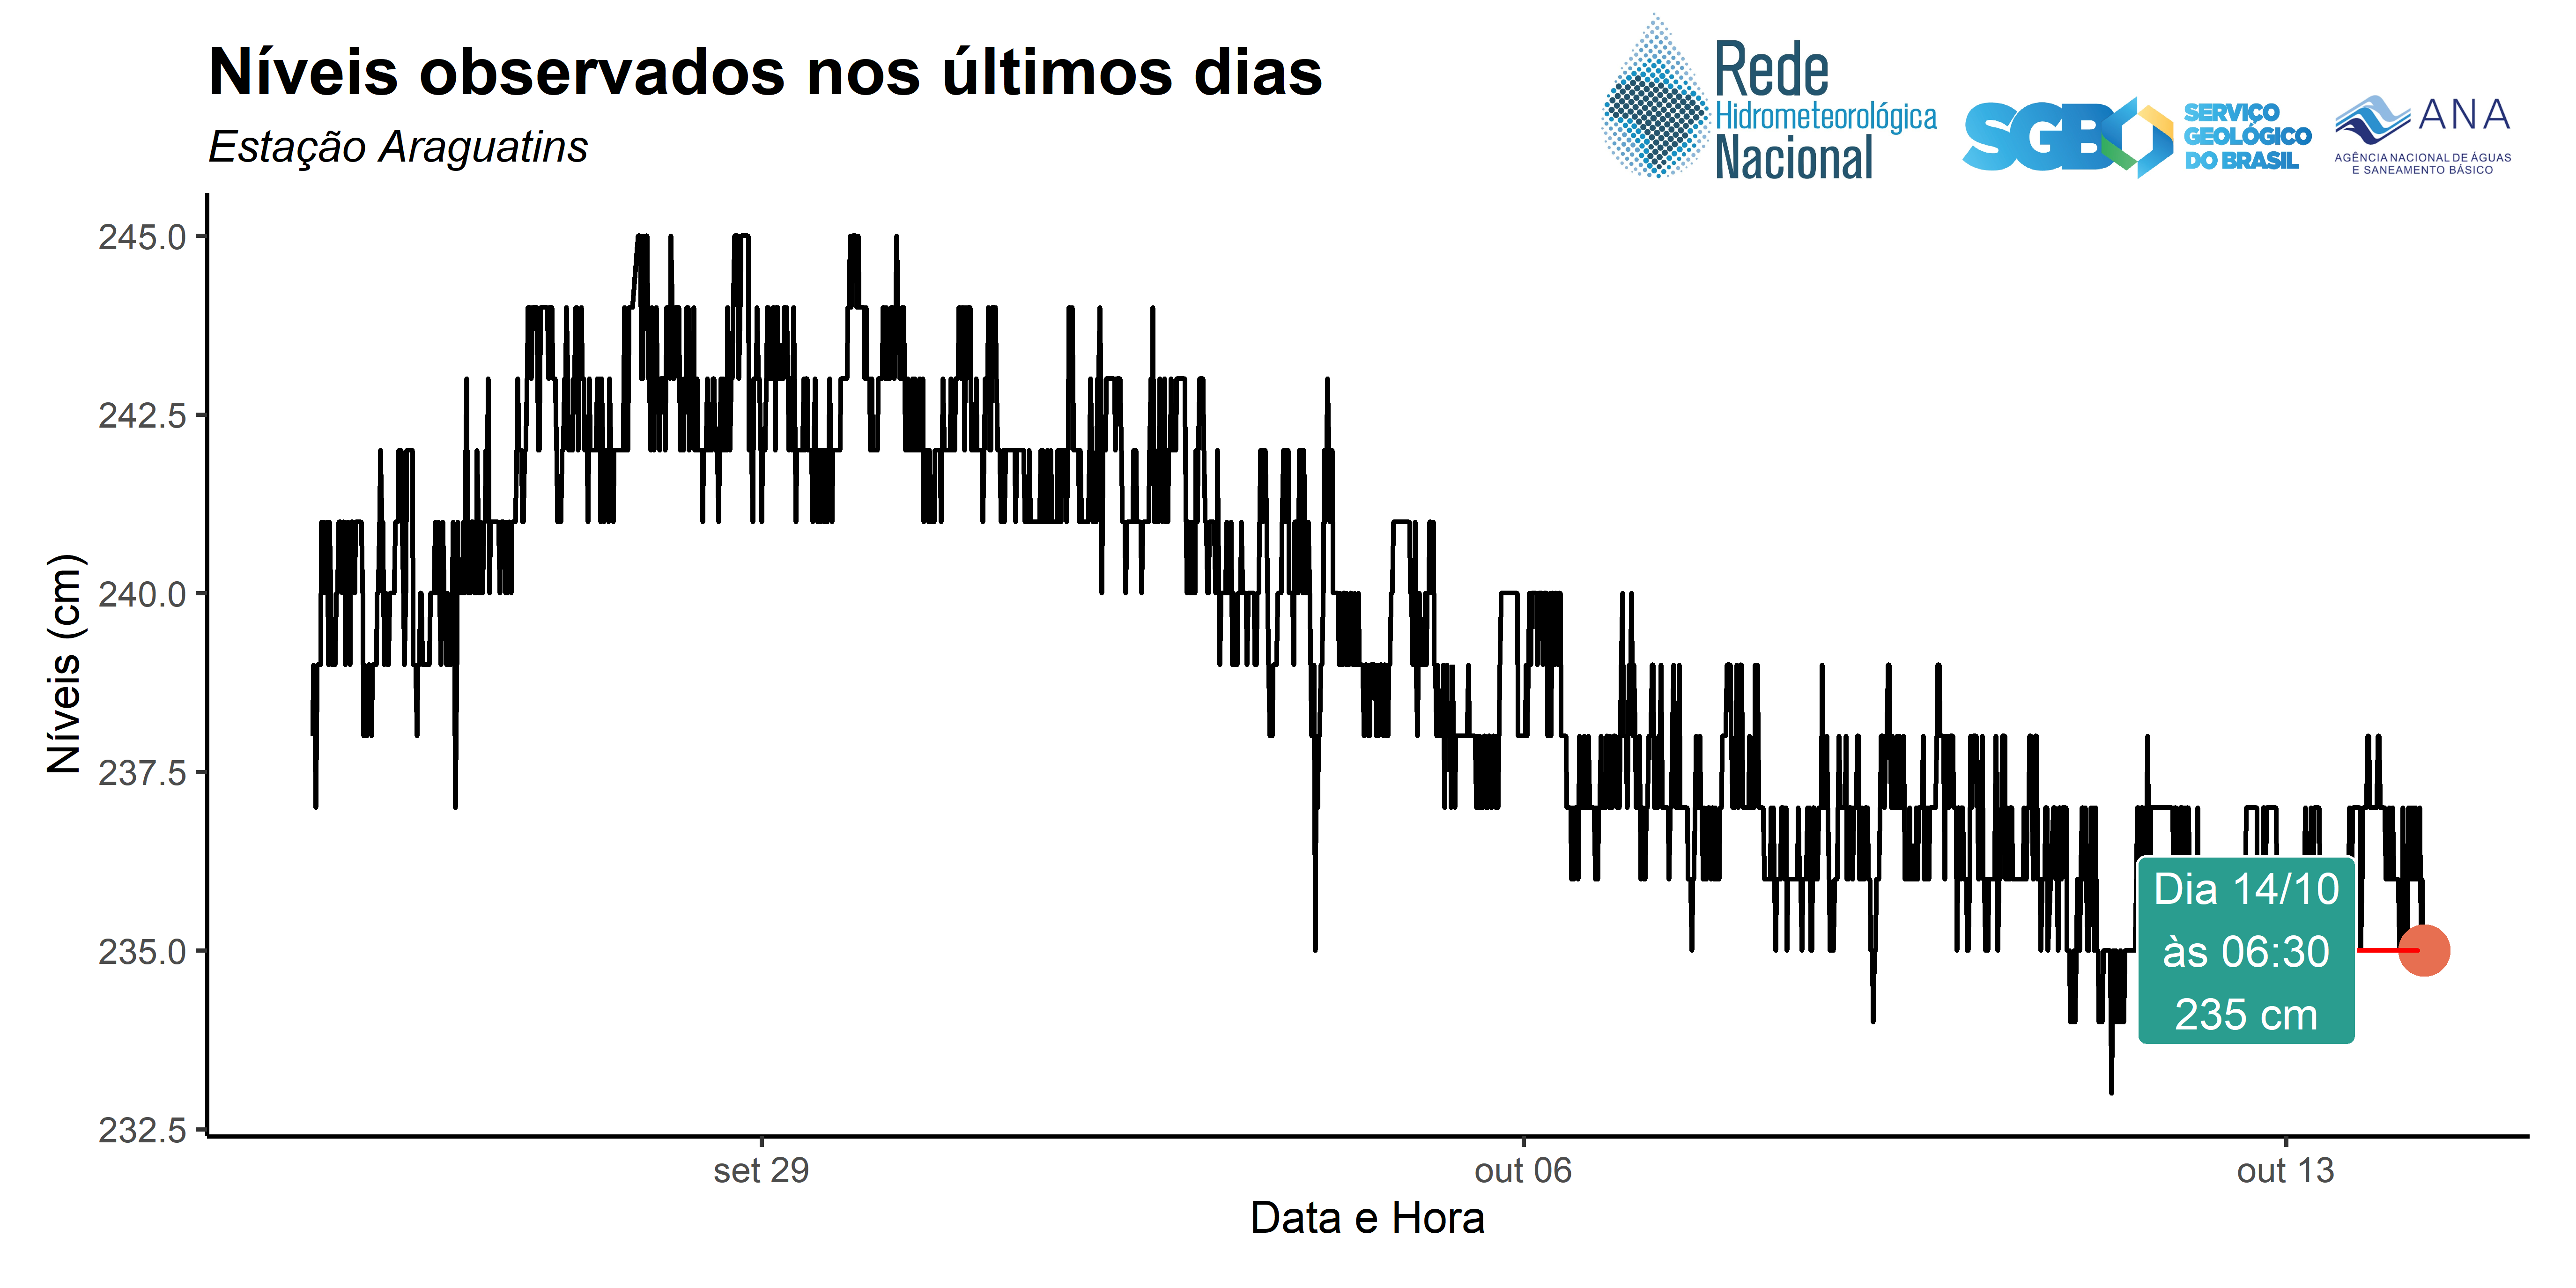 Níveis observados nos últimos dias
Estação Araguatins
Rede
Hidrometeorológica
Nacional
SGB
SERVIÇO
GEOLÓGICO
DO BRASIL
ANA
AGÊNCIA NACIONAL DE ÁGUAS
E SANEAMENTO BÁSICO
Níveis (cm)
245.0
242.5
240.0
237.5
235.0
232.5
Dia 14/10
às 06:30
235 cm
set 29
out 06
out 13
Data e Hora